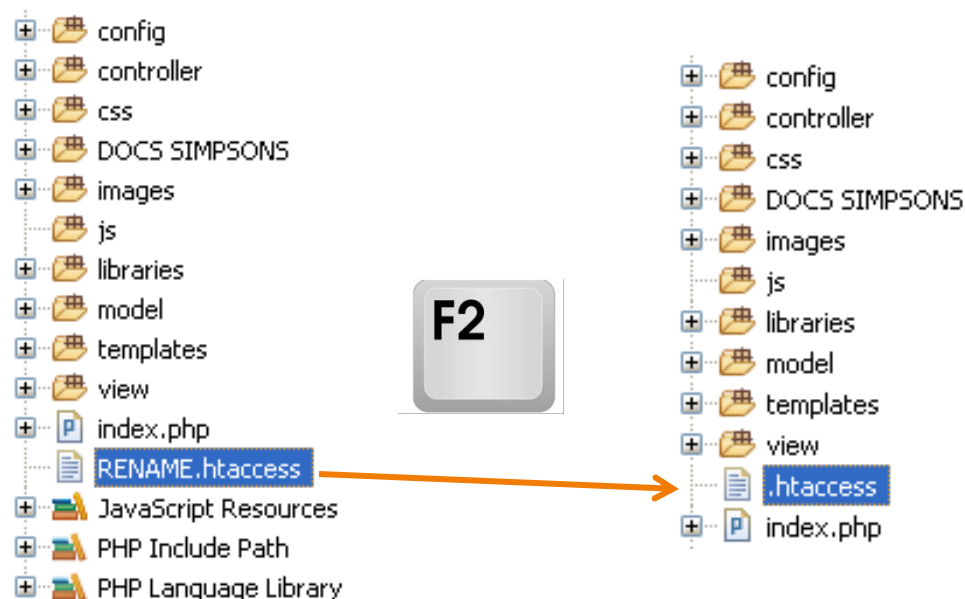 config
controller
css
DOCS SIMPSONS
images
js
libraries
model
templates
view
index.php
RENAME.htaccess
JavaScript Resources
PHP Include Path
PHP Language Library
F2
config
controller
css
DOCS SIMPSONS
images
js
libraries
model
templates
view
.htaccess
index.php